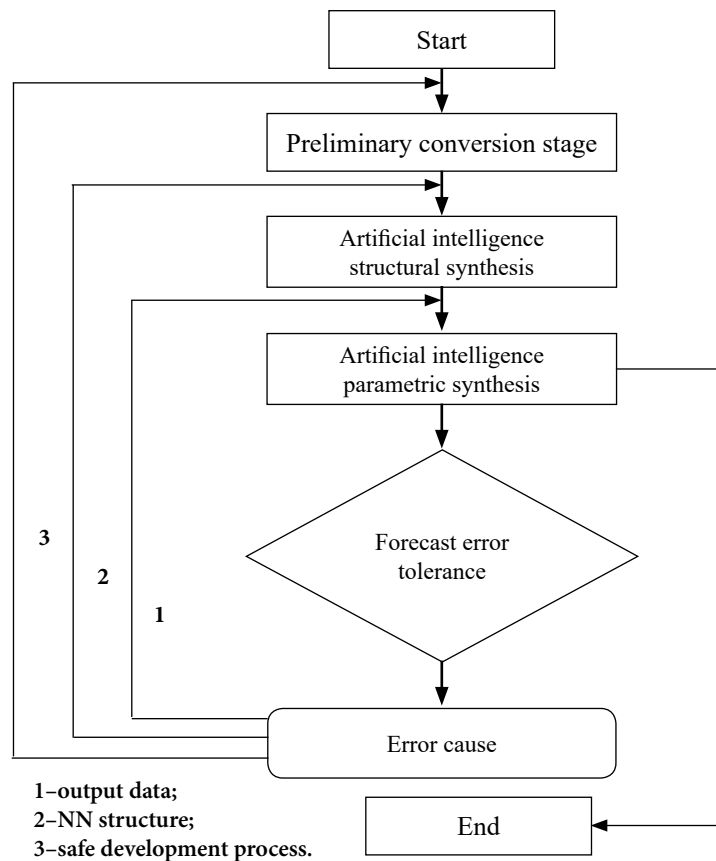 Start
Preliminary conversion stage
Artificial intelligence
structural synthesis
Artificial intelligence
parametric synthesis
Forecast error
tolerance
3
2
1
Error cause
1–output data;
2–NN structure;
3–safe development process.
End